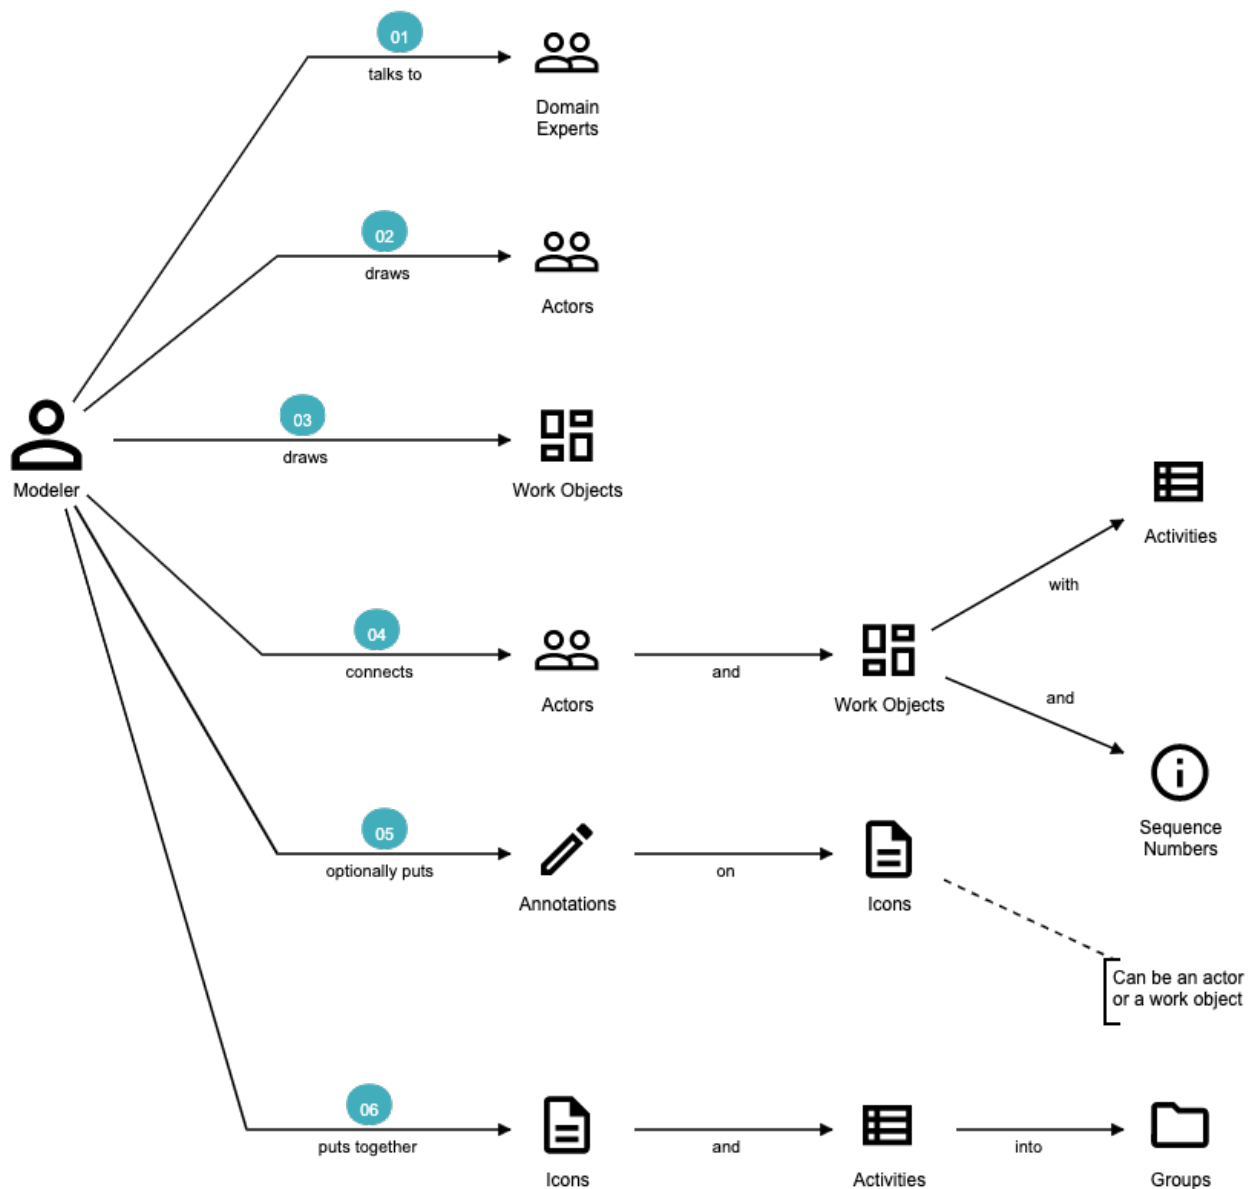 01
talks to
Domain
Experts
02
draws
Actors
03
draws
Modeler
Work Objects
Activities
with
04
connects
Actors
and
Work Objects
and
Sequence
Numbers
05
optionally puts
Annotations
on
Icons
Can be an actor
or a work object
06
puts together
Icons
and
Activities
into
Groups